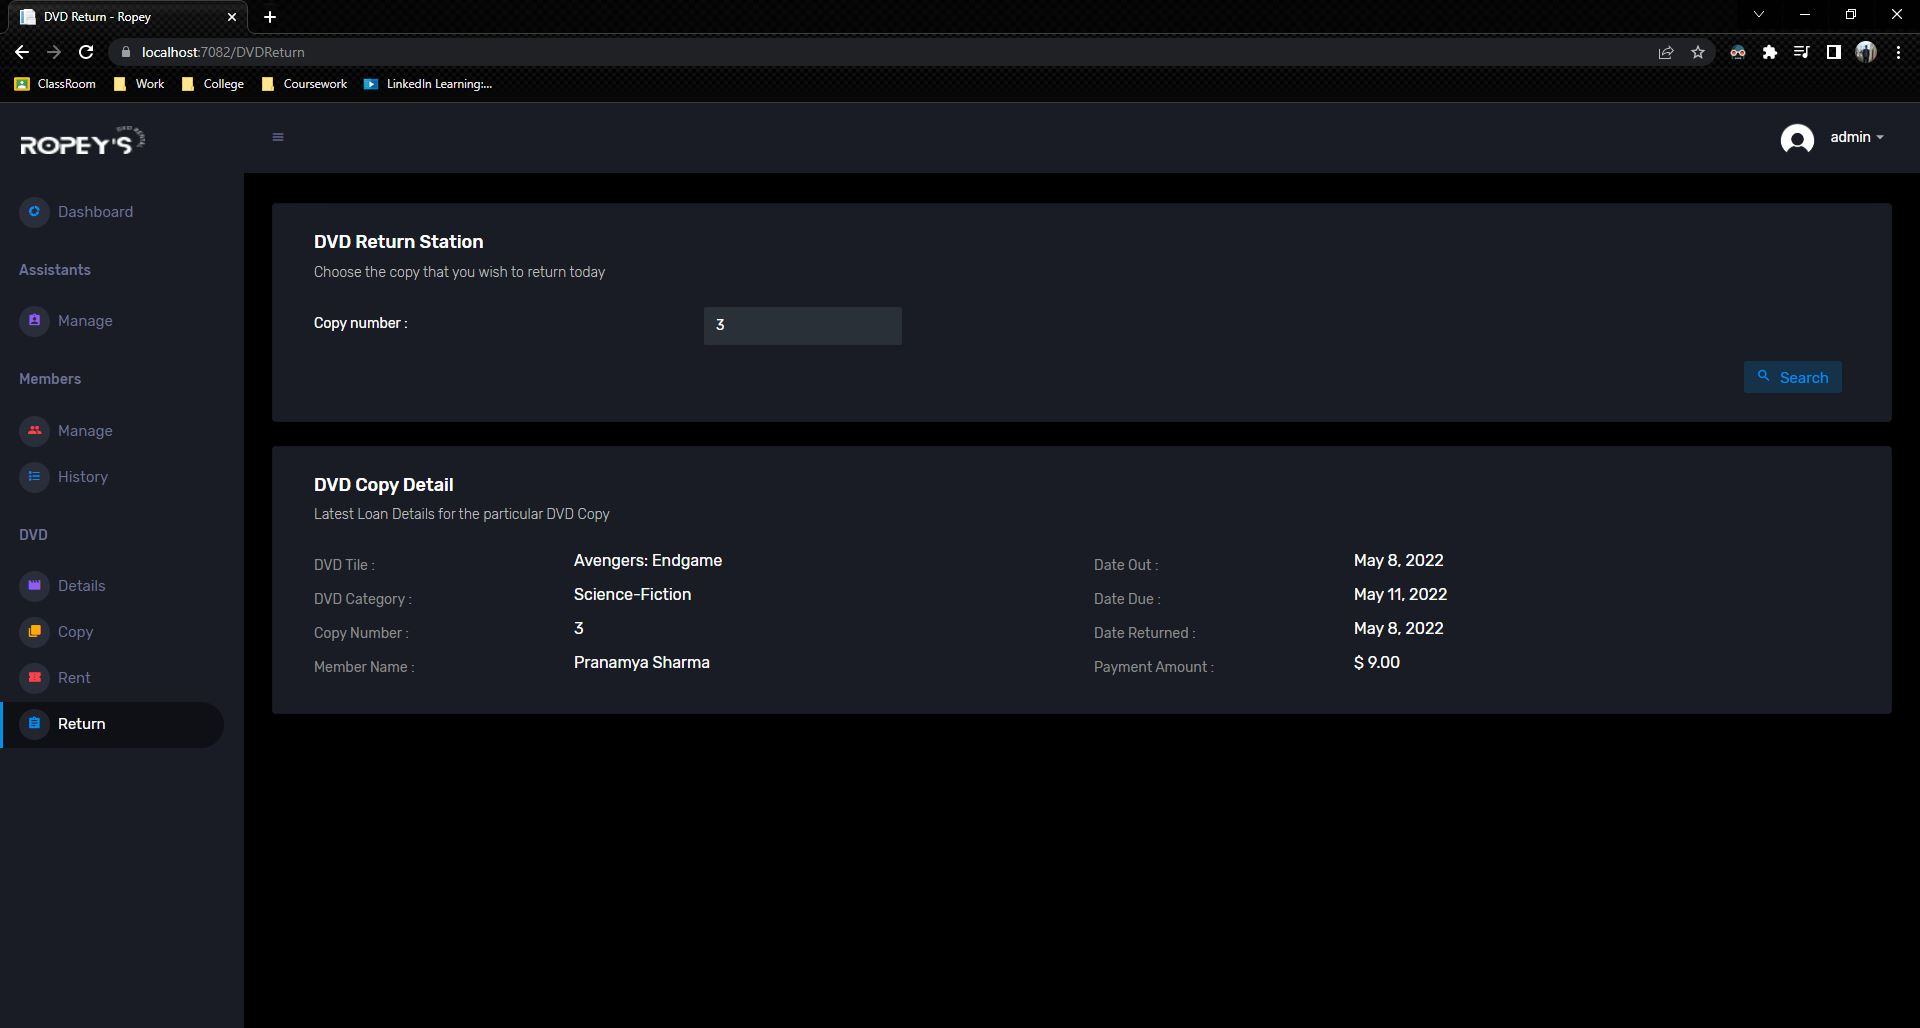 DVD Return - Ropey
localhost:7082/DVDReturn
ClassRoom Work College Coursework LinkedIn Learning:...
ROPEY'S
admin
Dashboard
Assistants
Manage
Members
Manage
History
DVD
Details
Copy
Rent
Return
DVD Return Station
Choose the copy that you wish to return today
Copy number : 3
Search
DVD Copy Detail
Latest Loan Details for the particular DVD Copy
DVD Tile : Avengers: Endgame Date Out : May 8, 2022
DVD Category : Science-Fiction Date Due : May 11, 2022
Copy Number : 3 Date Returned : May 8, 2022
Member Name : Pranamya Sharma Payment Amount : $ 9.00